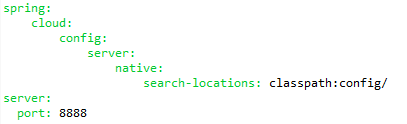 spring:
    cloud:
        config:
            server:
                native:
                    search-locations: classpath:config/
server:
  port: 8888